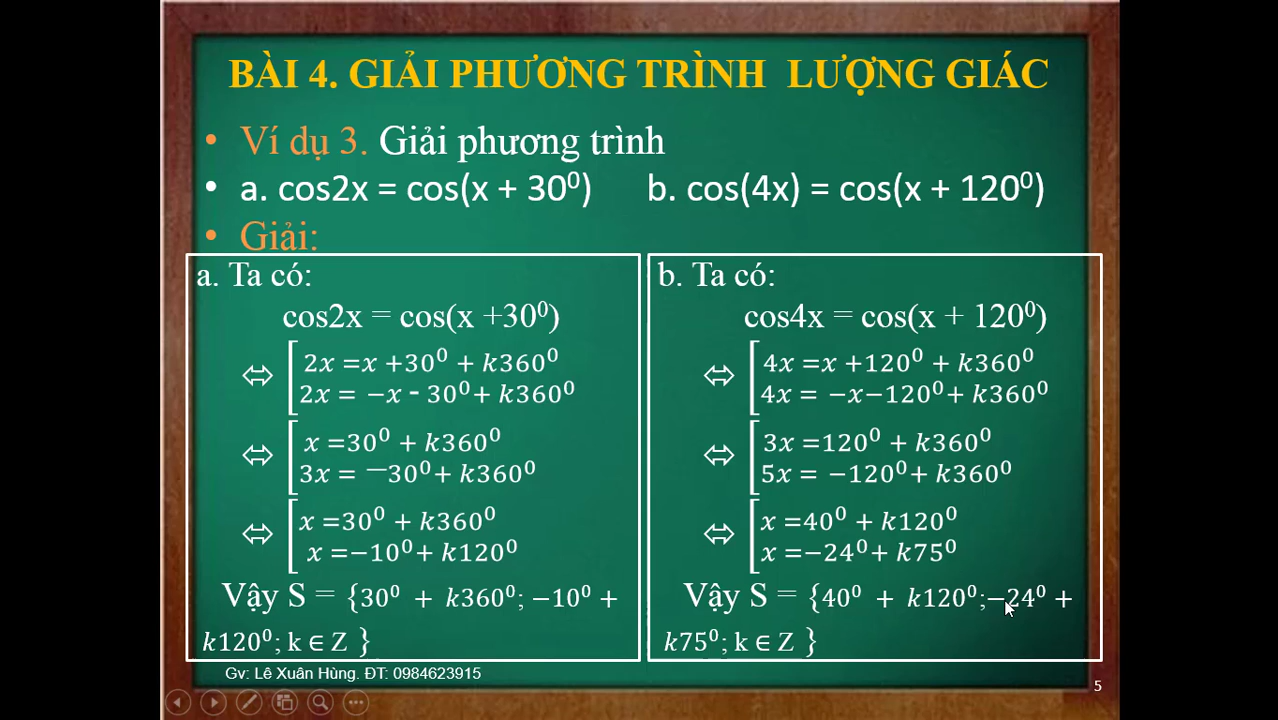 BÀI 4. GIẢI PHƯƠNG TRÌNH LƯỢNG GIÁC
• Ví dụ 3. Giải phương trình
• a. cos2x = cos(x + 30⁰) b. cos(4x) = cos(x + 120⁰)
• Giải:
a. Ta có:
cos2x = cos(x +30⁰)
⇔ [ 2x =x +30⁰ + k360⁰
2x = −x - 30⁰+ k360⁰
⇔ [ x =30⁰ + k360⁰
3x = −30⁰+ k360⁰
⇔ [ x =30⁰ + k360⁰
x =−10⁰+ k120⁰
Vậy S = {30⁰ + k360⁰; −10⁰ +
k120⁰; k ∈ Z }
b. Ta có:
cos4x = cos(x + 120⁰)
⇔ [ 4x =x +120⁰ + k360⁰
4x = −x−120⁰+ k360⁰
⇔ [ 3x =120⁰ + k360⁰
5x = −120⁰+ k360⁰
⇔ [ x =40⁰ + k120⁰
x =−24⁰+ k75⁰
Vậy S = {40⁰ + k120⁰;−24⁰ +
k75⁰; k ∈ Z }
Gv: Lê Xuân Hùng. ĐT: 0984623915
5